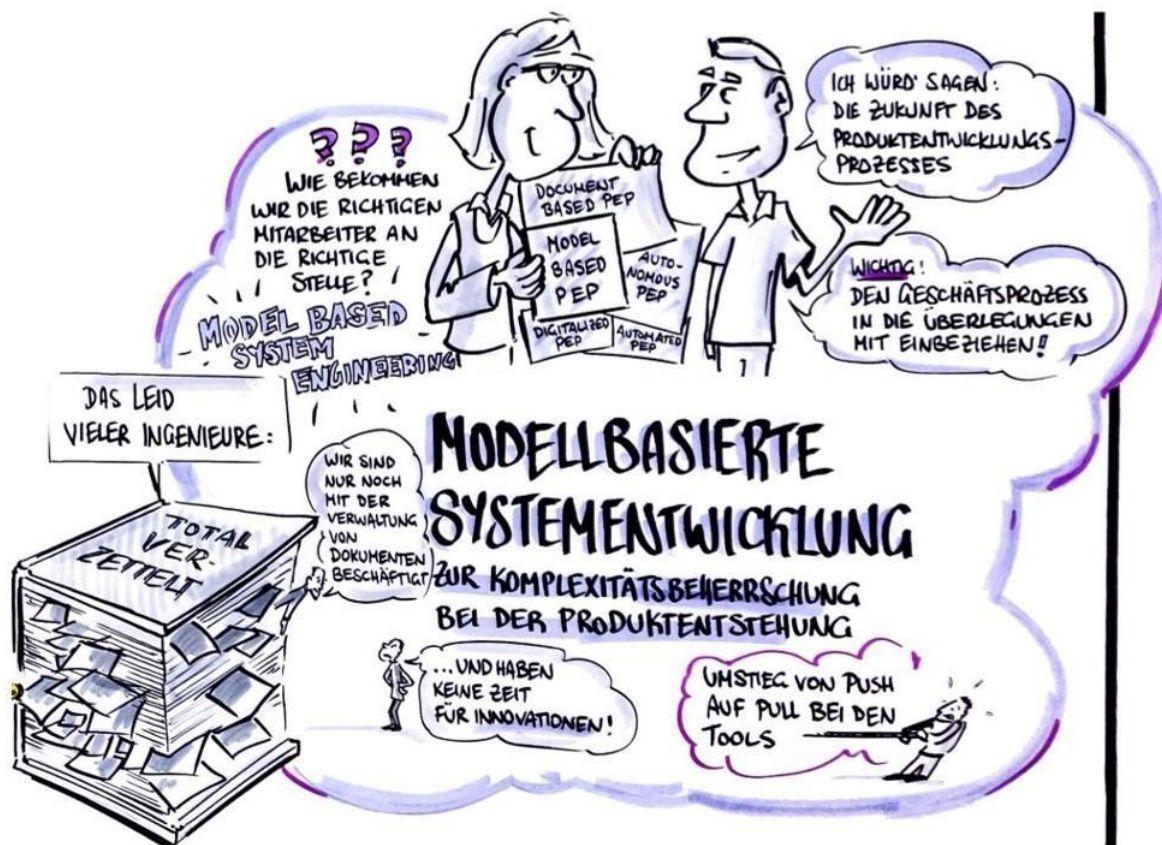 ???
WIE BEKOMMEN
WIR DIE RICHTIGEN
MITARBEITER AN
DIE RICHTIGE
STELLE?
DOCUMENT
BASED PEP
MODEL
BASED
PEP
AUTO-
NOMOUS
PEP
DIGITALIZED
PEP
AUTOMATED
PEP
ICH WÜRD' SAGEN:
DIE ZUKUNFT DES
PRODUKTENTWICKLUNGS-
PROZESSES
WICHTIG!
DEN GESCHÄFTSPROZESS
IN DIE ÜBERLEGUNGEN
MIT EINBEZIEHEN!
MODEL BASED
SYSTEM
ENGINEERING
DAS LEID
VIELER INGENIEURE:
TOTAL
VER-
ZETTELT
WIR SIND
NUR NOCH
MIT DER
VERWALTUNG
VON
DOKUMENTEN
BESCHÄFTIGT
MODELLBASIERTE
SYSTEMENTWICKLUNG
ZUR KOMPLEXITÄTSBEHERRSCHUNG
BEI DER PRODUKTENTSTEHUNG
...UND HABEN
KEINE ZEIT
FÜR INNOVATIONEN!
UMSTIEG VON PUSH
AUF PULL BEI DEN
TOOLS